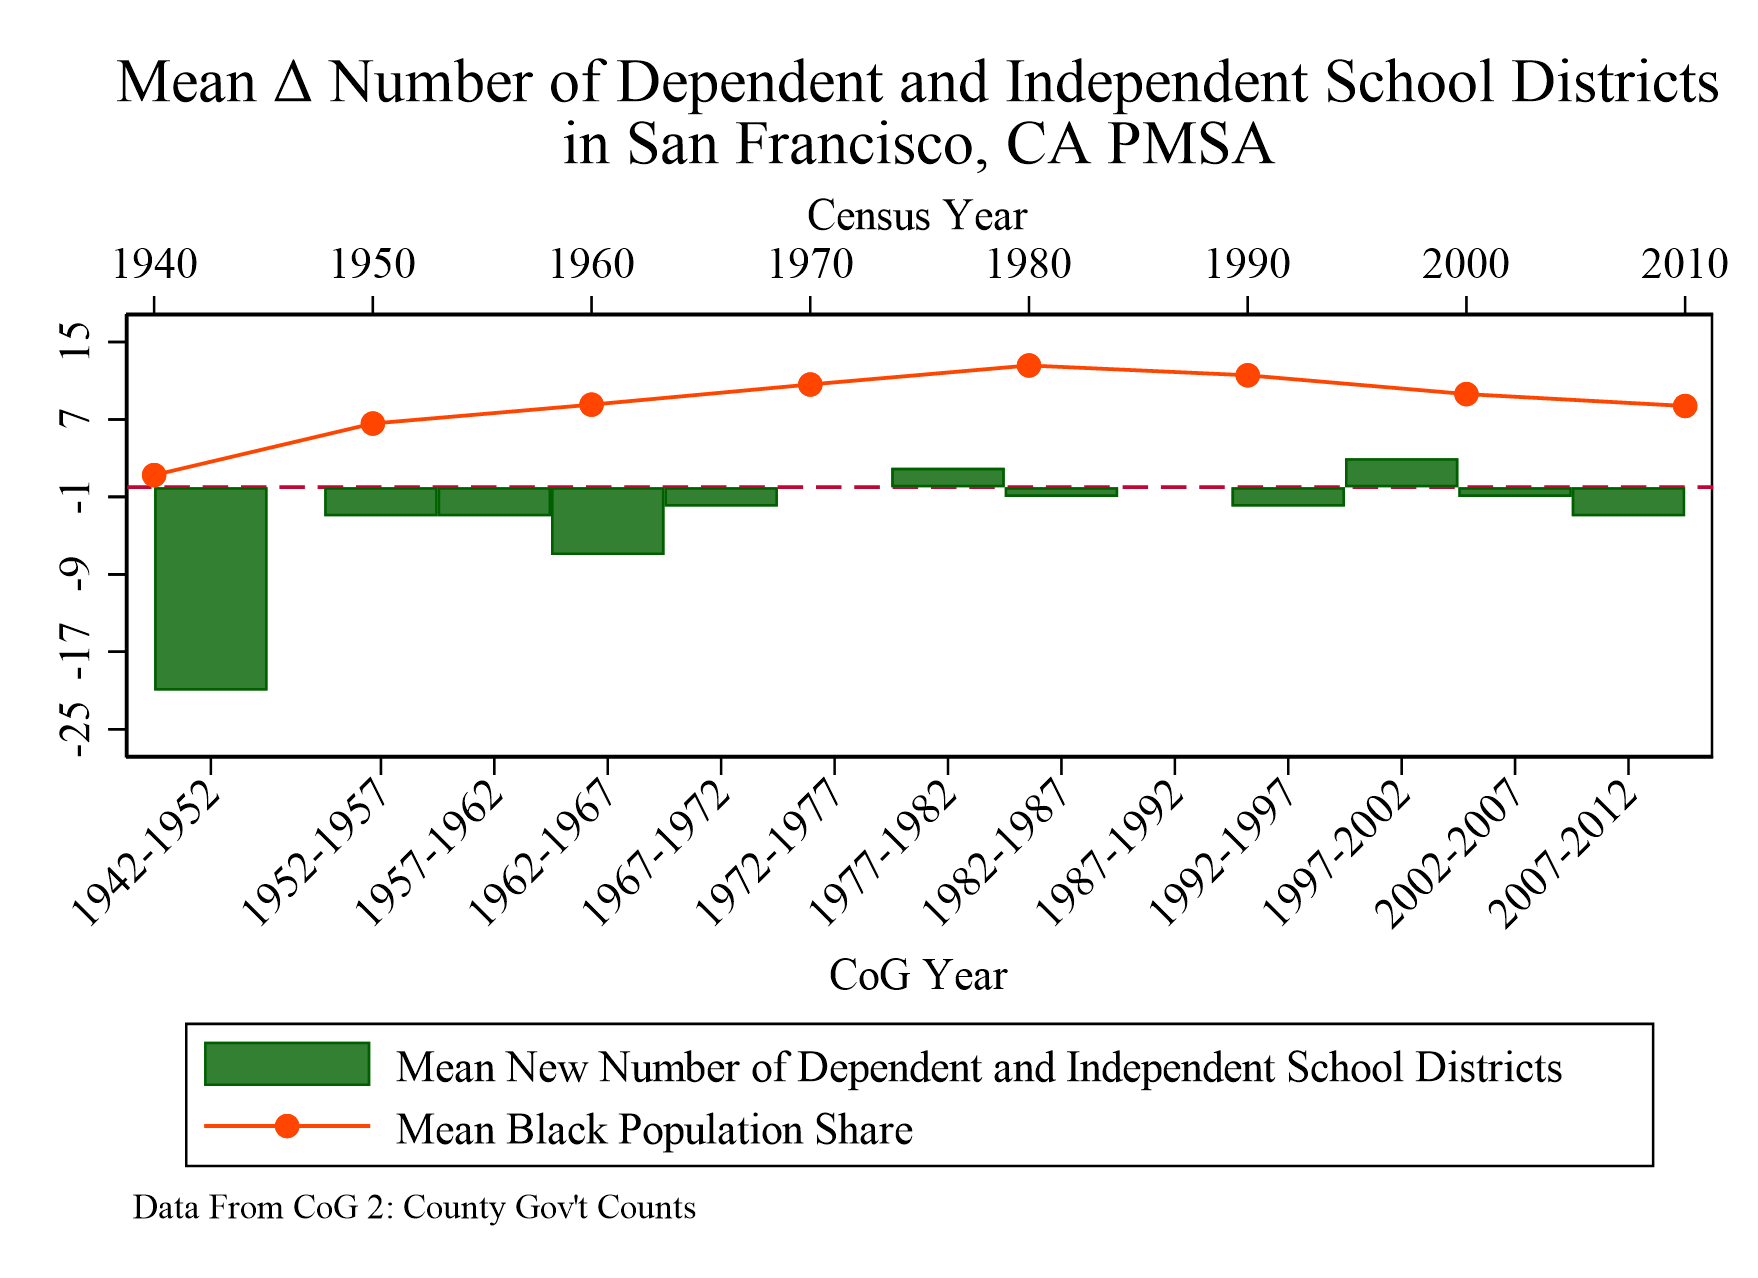 Mean Δ Number of Dependent and Independent School Districts
in San Francisco, CA PMSA
Census Year
1940 1950 1960 1970 1980 1990 2000 2010
15
7
-1
-9
-17
-25
1942-1952 1952-1957 1957-1962 1962-1967 1967-1972 1972-1977 1977-1982 1982-1987 1987-1992 1992-1997 1997-2002 2002-2007 2007-2012
CoG Year
Mean New Number of Dependent and Independent School Districts
Mean Black Population Share
Data From CoG 2: County Gov't Counts